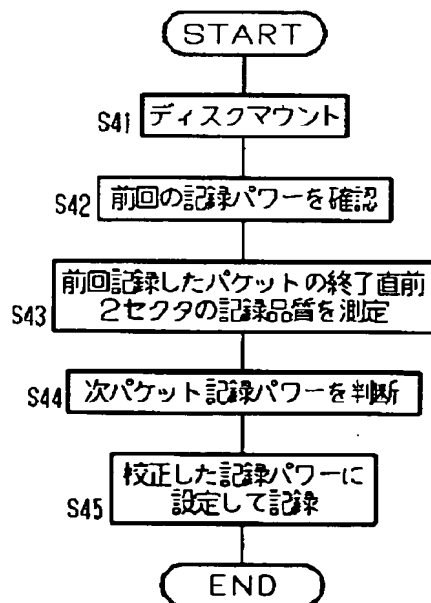 START
S41 ディスクマウント
S42 前回の記録パワーを確認
前回記録したパケットの終了直前
S43 2セクタの記録品質を測定
S44 次パケット記録パワーを判断
校正した記録パワーに
S45 設定して記録
END